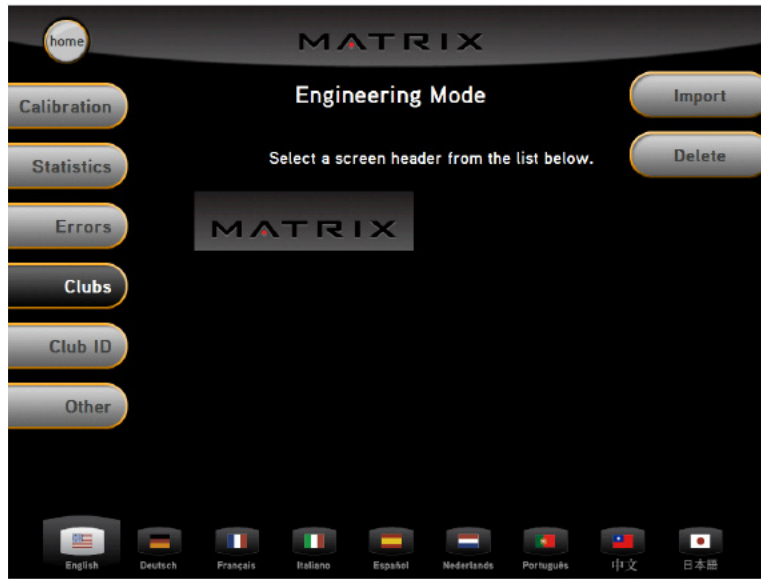 home
MATRIX
Engineering Mode
Import
Calibration
Select a screen header from the list below.
Delete
Statistics
MATRIX
Errors
Clubs
Club ID
Other
English
Deutsch
Français
Italiano
Español
Nederlands
Português
中文
日本語